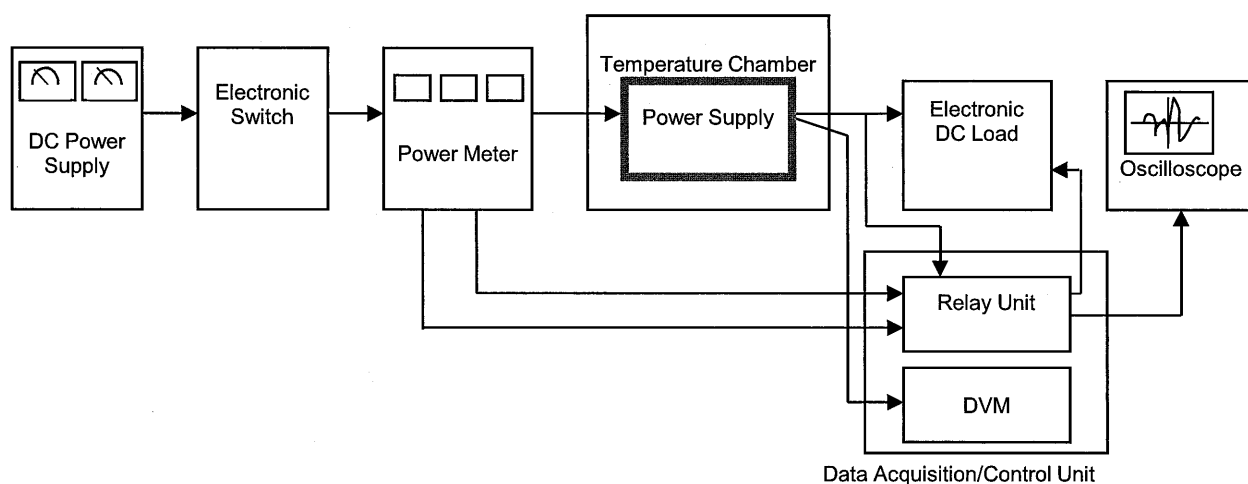 DC Power
Supply
Electronic
Switch
Power Meter
Temperature Chamber
Power Supply
Electronic
DC Load
Oscilloscope
Relay Unit
DVM
Data Acquisition/Control Unit